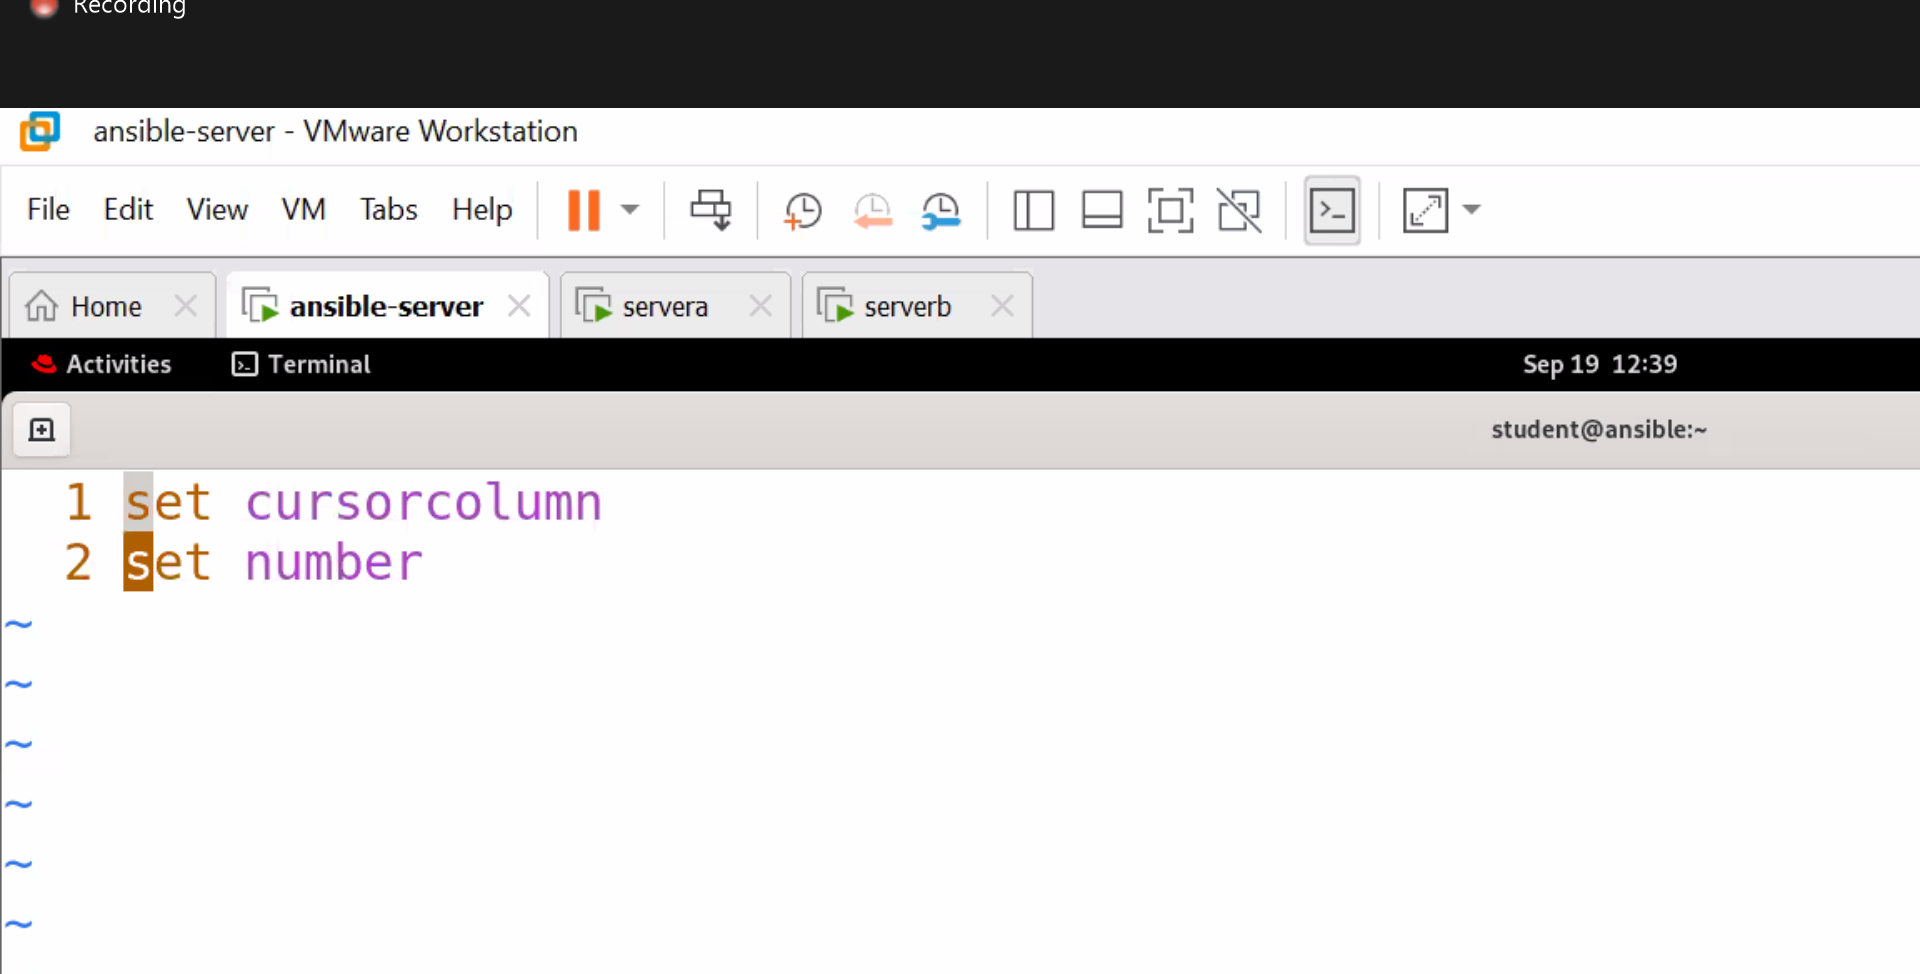 Recording
ansible-server - VMware Workstation
File Edit View VM Tabs Help
Home ansible-server servera serverb
Activities Terminal Sep 19 12:39
student@ansible:~
1 set cursorcolumn
2 set number
~
~
~
~
~
~